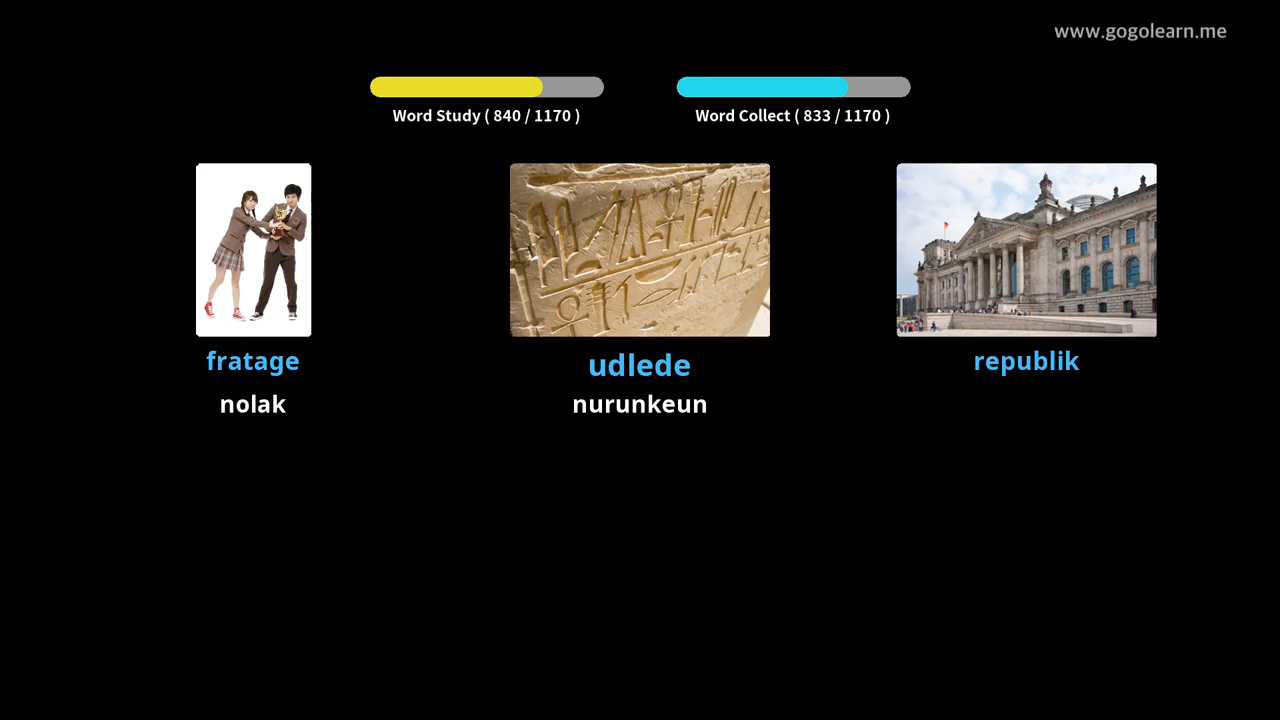 www.gogolearn.me
Word Study ( 840 / 1170 )
Word Collect ( 833 / 1170 )
fratage
udlede
republik
nolak
nurunkeun